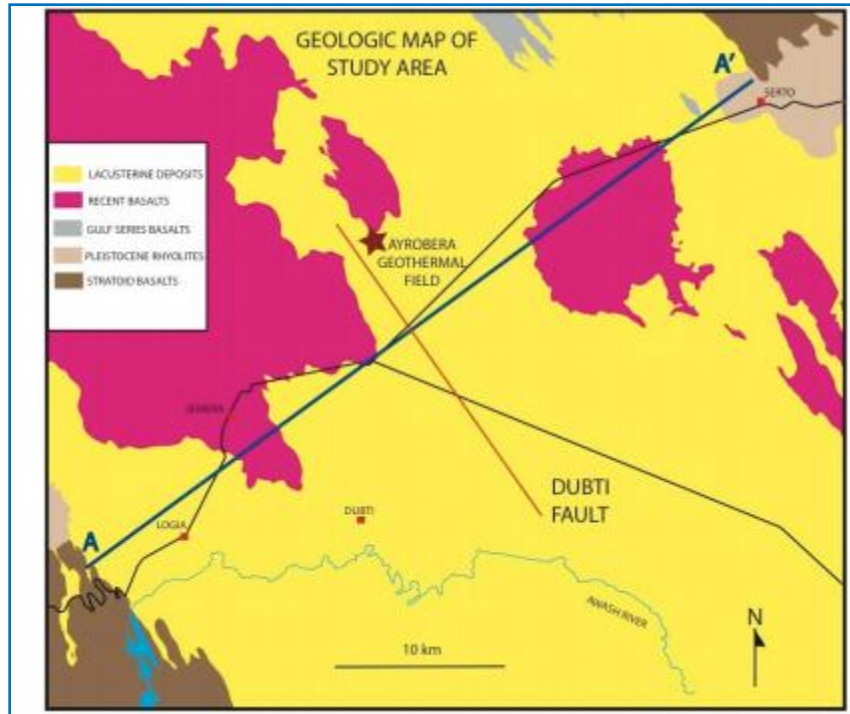 GEOLOGIC MAP OF
STUDY AREA
A'
SERTO
LACUSTERINE DEPOSITS
RECENT BASALTS
GULF SERIES BASALTS
PLEISTOCENE RHYOLITES
STRATOID BASALTS
AYROBERA
GEOTHERMAL
FIELD
SEMERA
DUBTI
FAULT
DUBTI
LOGIA
A
AWASH RIVER
N
10 km